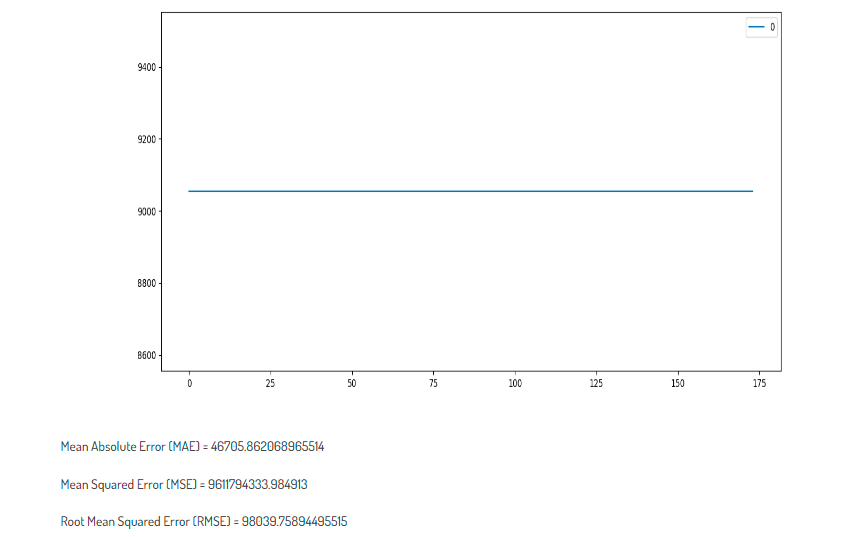 0
9400
9200
9000
8800
8600
0 25 50 75 100 125 150 175
Mean Absolute Error (MAE) = 46705.862068965514
Mean Squared Error (MSE) = 9611794333.984913
Root Mean Squared Error (RMSE) = 98039.75894495515